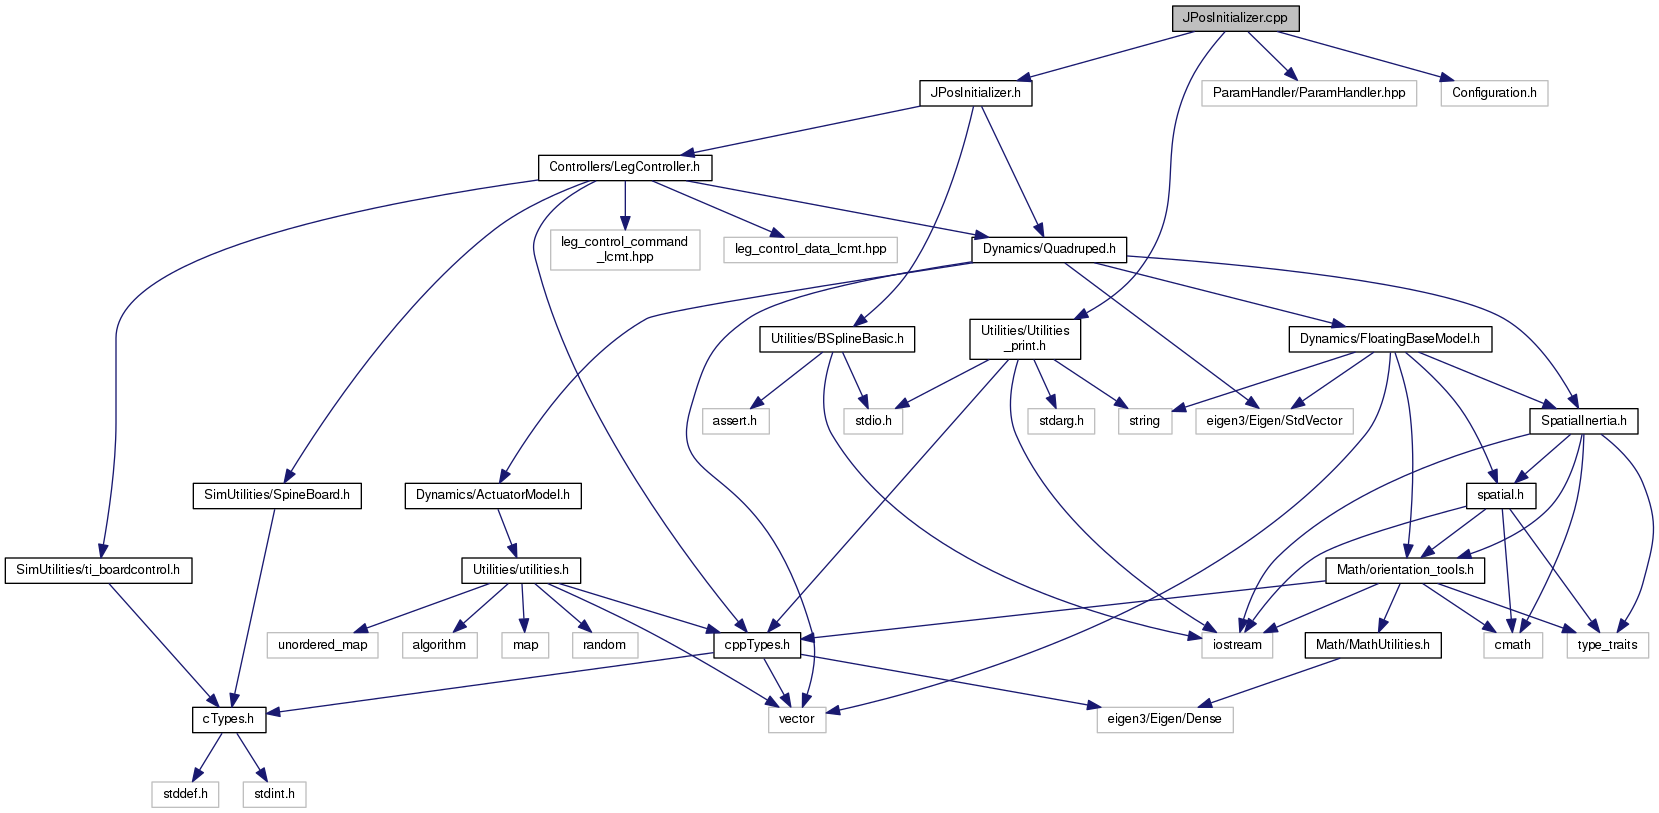 JPosInitializer.cpp
JPosInitializer.h
ParamHandler/ParamHandler.hpp
Configuration.h
Controllers/LegController.h
leg_control_command
_lcmt.hpp
leg_control_data_lcmt.hpp
Dynamics/Quadruped.h
Utilities/BSplineBasic.h
Utilities/Utilities
_print.h
Dynamics/FloatingBaseModel.h
assert.h
stdio.h
stdarg.h
string
eigen3/Eigen/StdVector
SpatialInertia.h
SimUtilities/SpineBoard.h
Dynamics/ActuatorModel.h
spatial.h
SimUtilities/ti_boardcontrol.h
Utilities/utilities.h
Math/orientation_tools.h
unordered_map
algorithm
map
random
cppTypes.h
iostream
Math/MathUtilities.h
cmath
type_traits
cTypes.h
vector
eigen3/Eigen/Dense
stddef.h
stdint.h